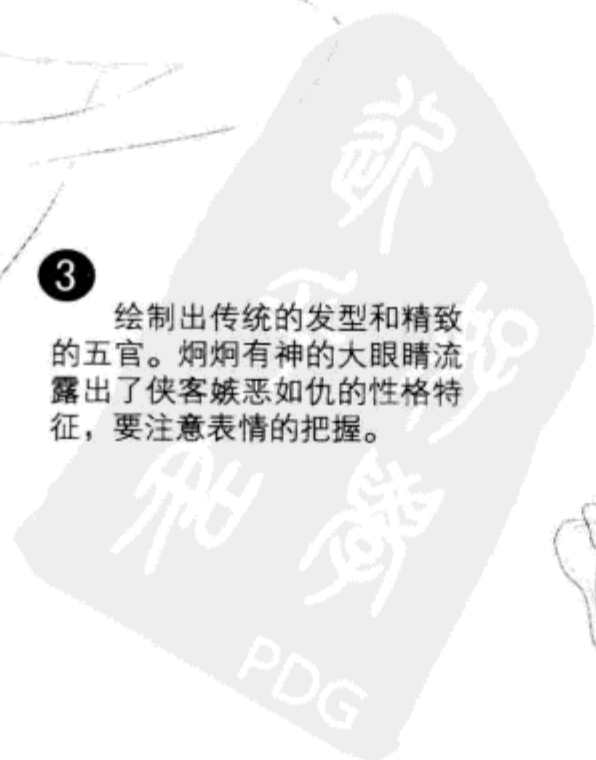 3
绘制出传统的发型和精致
的五官。炯炯有神的大眼睛流
露出了侠客嫉恶如仇的性格特
征，要注意表情的把握。
PDG